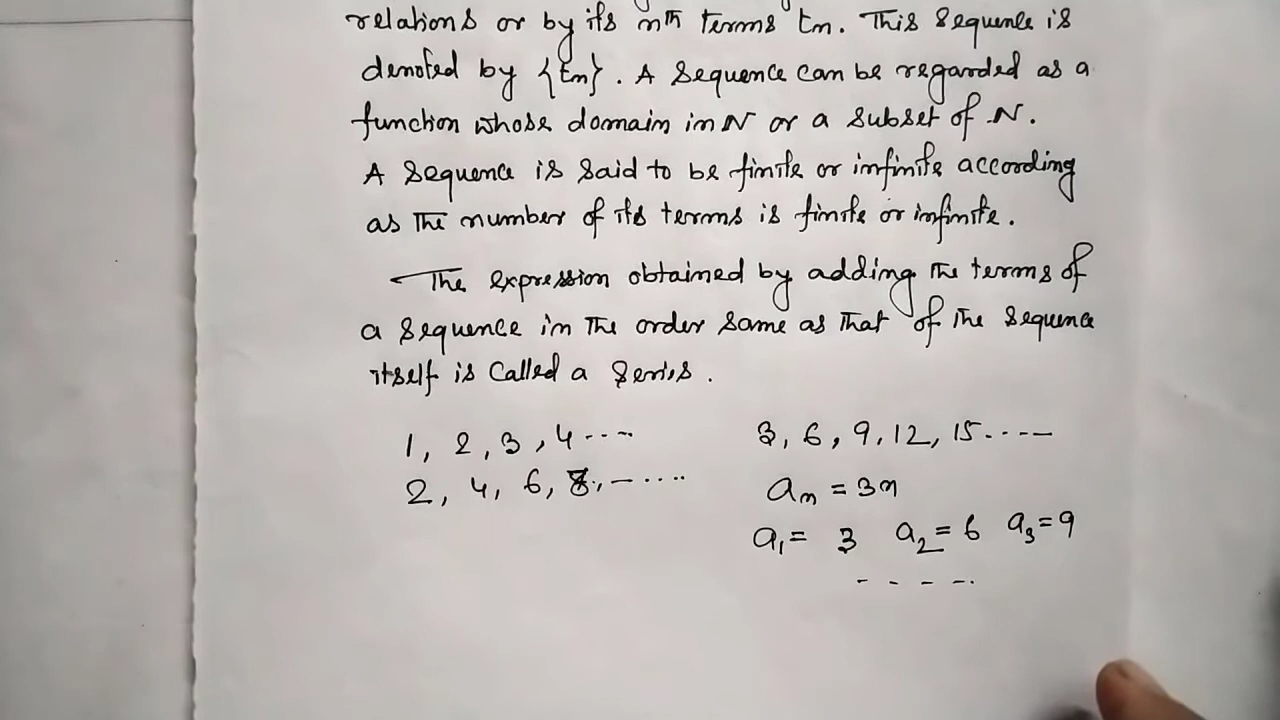 relations or by its nth terms tn. This Sequence is
denoted by {tn}. A Sequence can be regarded as a
function whose domain in N or a subset of N.
A Sequence is Said to be finite or infinite according
as the number of its terms is finite or infinite.
The expression obtained by adding the terms of
a sequence in the order same as that of the sequence
itself is called a Series.
1, 2, 3, 4 ....
2, 4, 6, 8, .....
3, 6, 9, 12, 15.....
an = 3n
a1 = 3 a2 = 6 a3 = 9
- - - -.